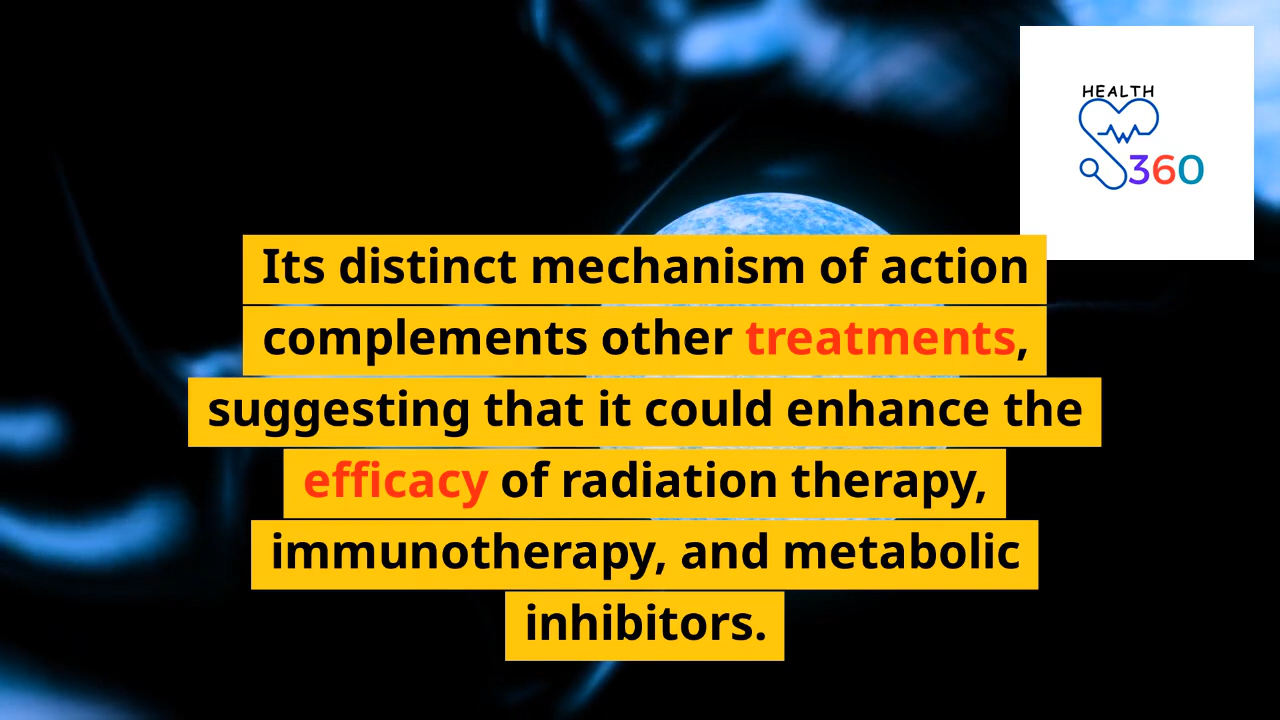 HEALTH
360
Its distinct mechanism of action
complements other treatments,
suggesting that it could enhance the
efficacy of radiation therapy,
immunotherapy, and metabolic
inhibitors.